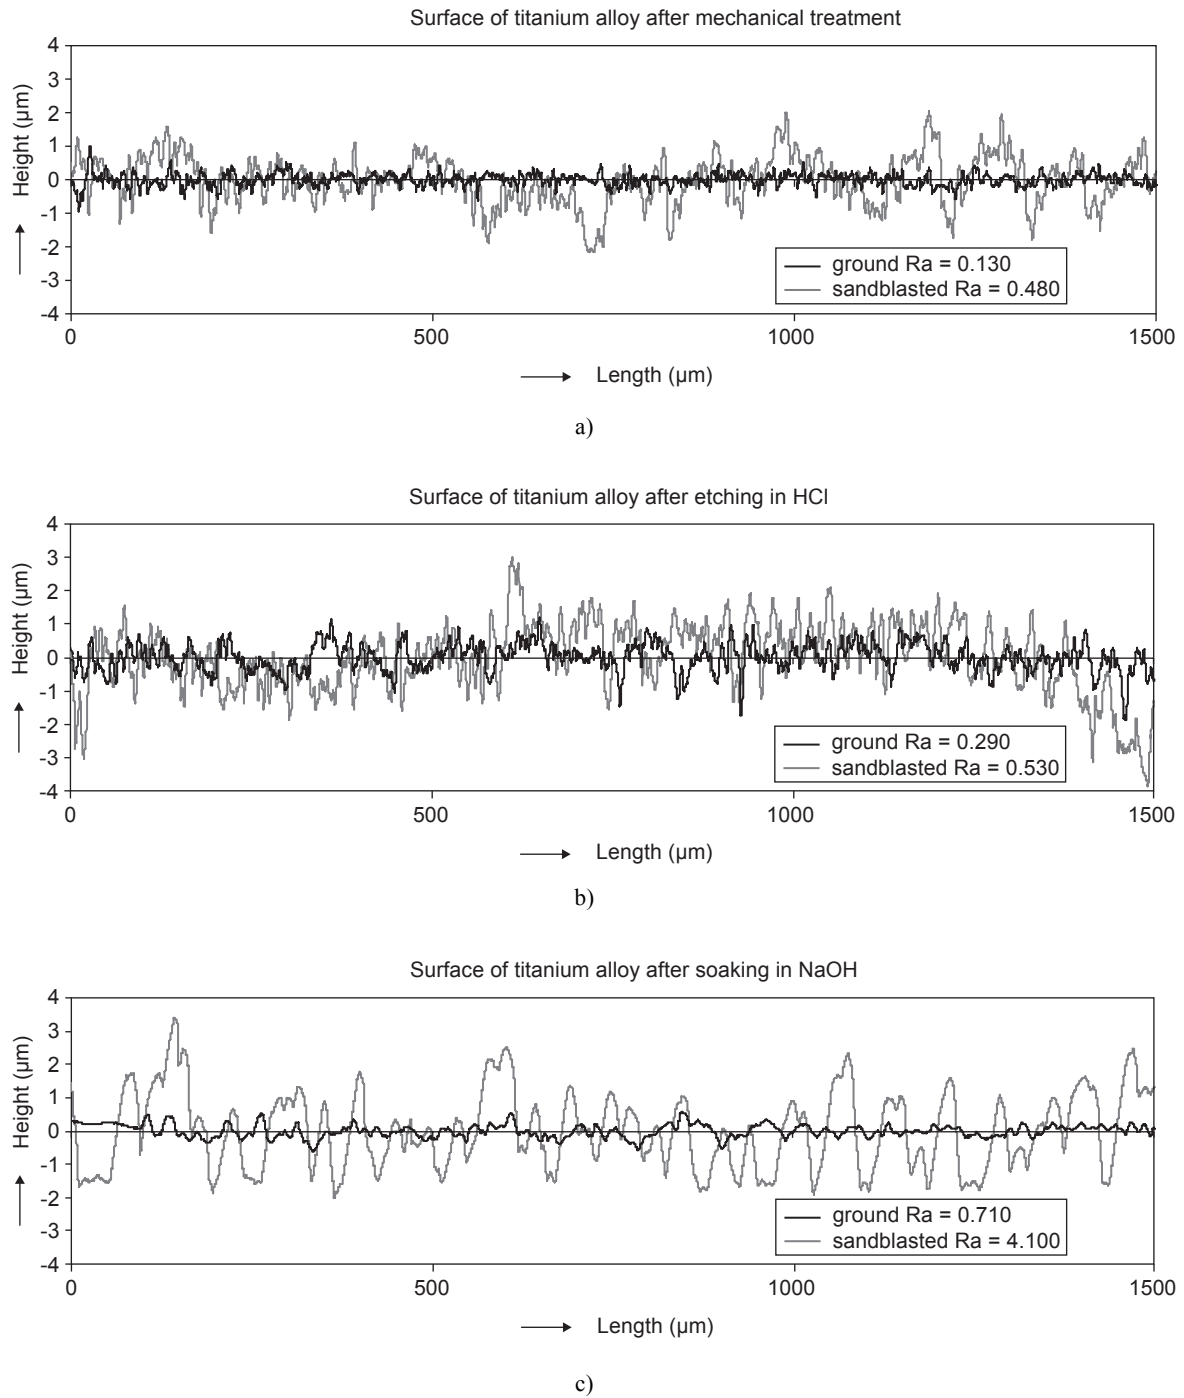 Surface of titanium alloy after mechanical treatment
4
3
2
1
0
-1
-2
-3
-4
Height (µm)
ground Ra = 0.130
sandblasted Ra = 0.480
0 500 1000 1500
Length (µm)
a)
Surface of titanium alloy after etching in HCl
4
3
2
1
0
-1
-2
-3
-4
Height (µm)
ground Ra = 0.290
sandblasted Ra = 0.530
0 500 1000 1500
Length (µm)
b)
Surface of titanium alloy after soaking in NaOH
4
3
2
1
0
-1
-2
-3
-4
Height (µm)
ground Ra = 0.710
sandblasted Ra = 4.100
0 500 1000 1500
Length (µm)
c)